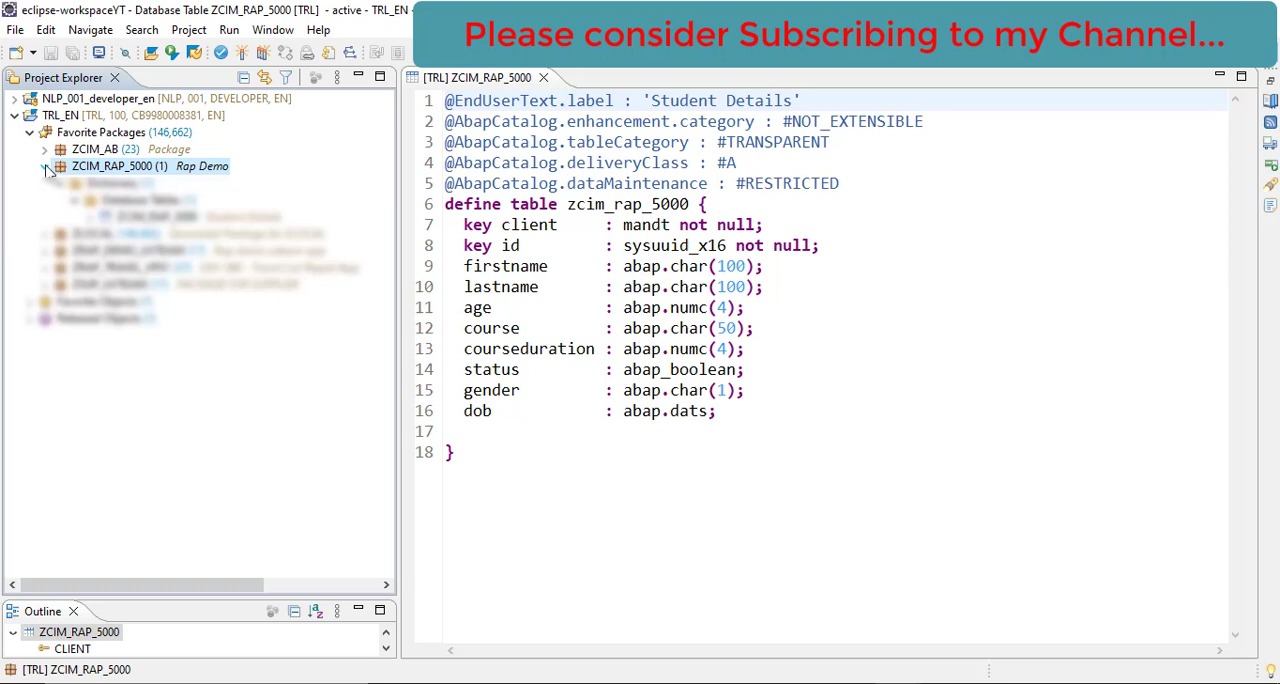 eclipse-workspaceYT - Database Table ZCIM_RAP_5000 [TRL] - active - TRL_EN
Please consider Subscribing to my Channel...
File Edit Navigate Search Project Run Window Help
Project Explorer
NLP_001_developer_en [NLP, 001, DEVELOPER, EN]
TRL_EN [TRL, 100, CB9980008381, EN]
Favorite Packages (146,662)
ZCIM_AB (23) Package
ZCIM_RAP_5000 (1) Rap Demo
Outline
ZCIM_RAP_5000
CLIENT
[TRL] ZCIM_RAP_5000
[TRL] ZCIM_RAP_5000
1 @EndUserText.label : 'Student Details'
2 @AbapCatalog.enhancement.category : #NOT_EXTENSIBLE
3 @AbapCatalog.tableCategory : #TRANSPARENT
4 @AbapCatalog.deliveryClass : #A
5 @AbapCatalog.dataMaintenance : #RESTRICTED
6 define table zcim_rap_5000 {
7 key client : mandt not null;
8 key id : sysuuid_x16 not null;
9 firstname : abap.char(100);
10 lastname : abap.char(100);
11 age : abap.numc(4);
12 course : abap.char(50);
13 courseduration : abap.numc(4);
14 status : abap_boolean;
15 gender : abap.char(1);
16 dob : abap.dats;
17
18 }